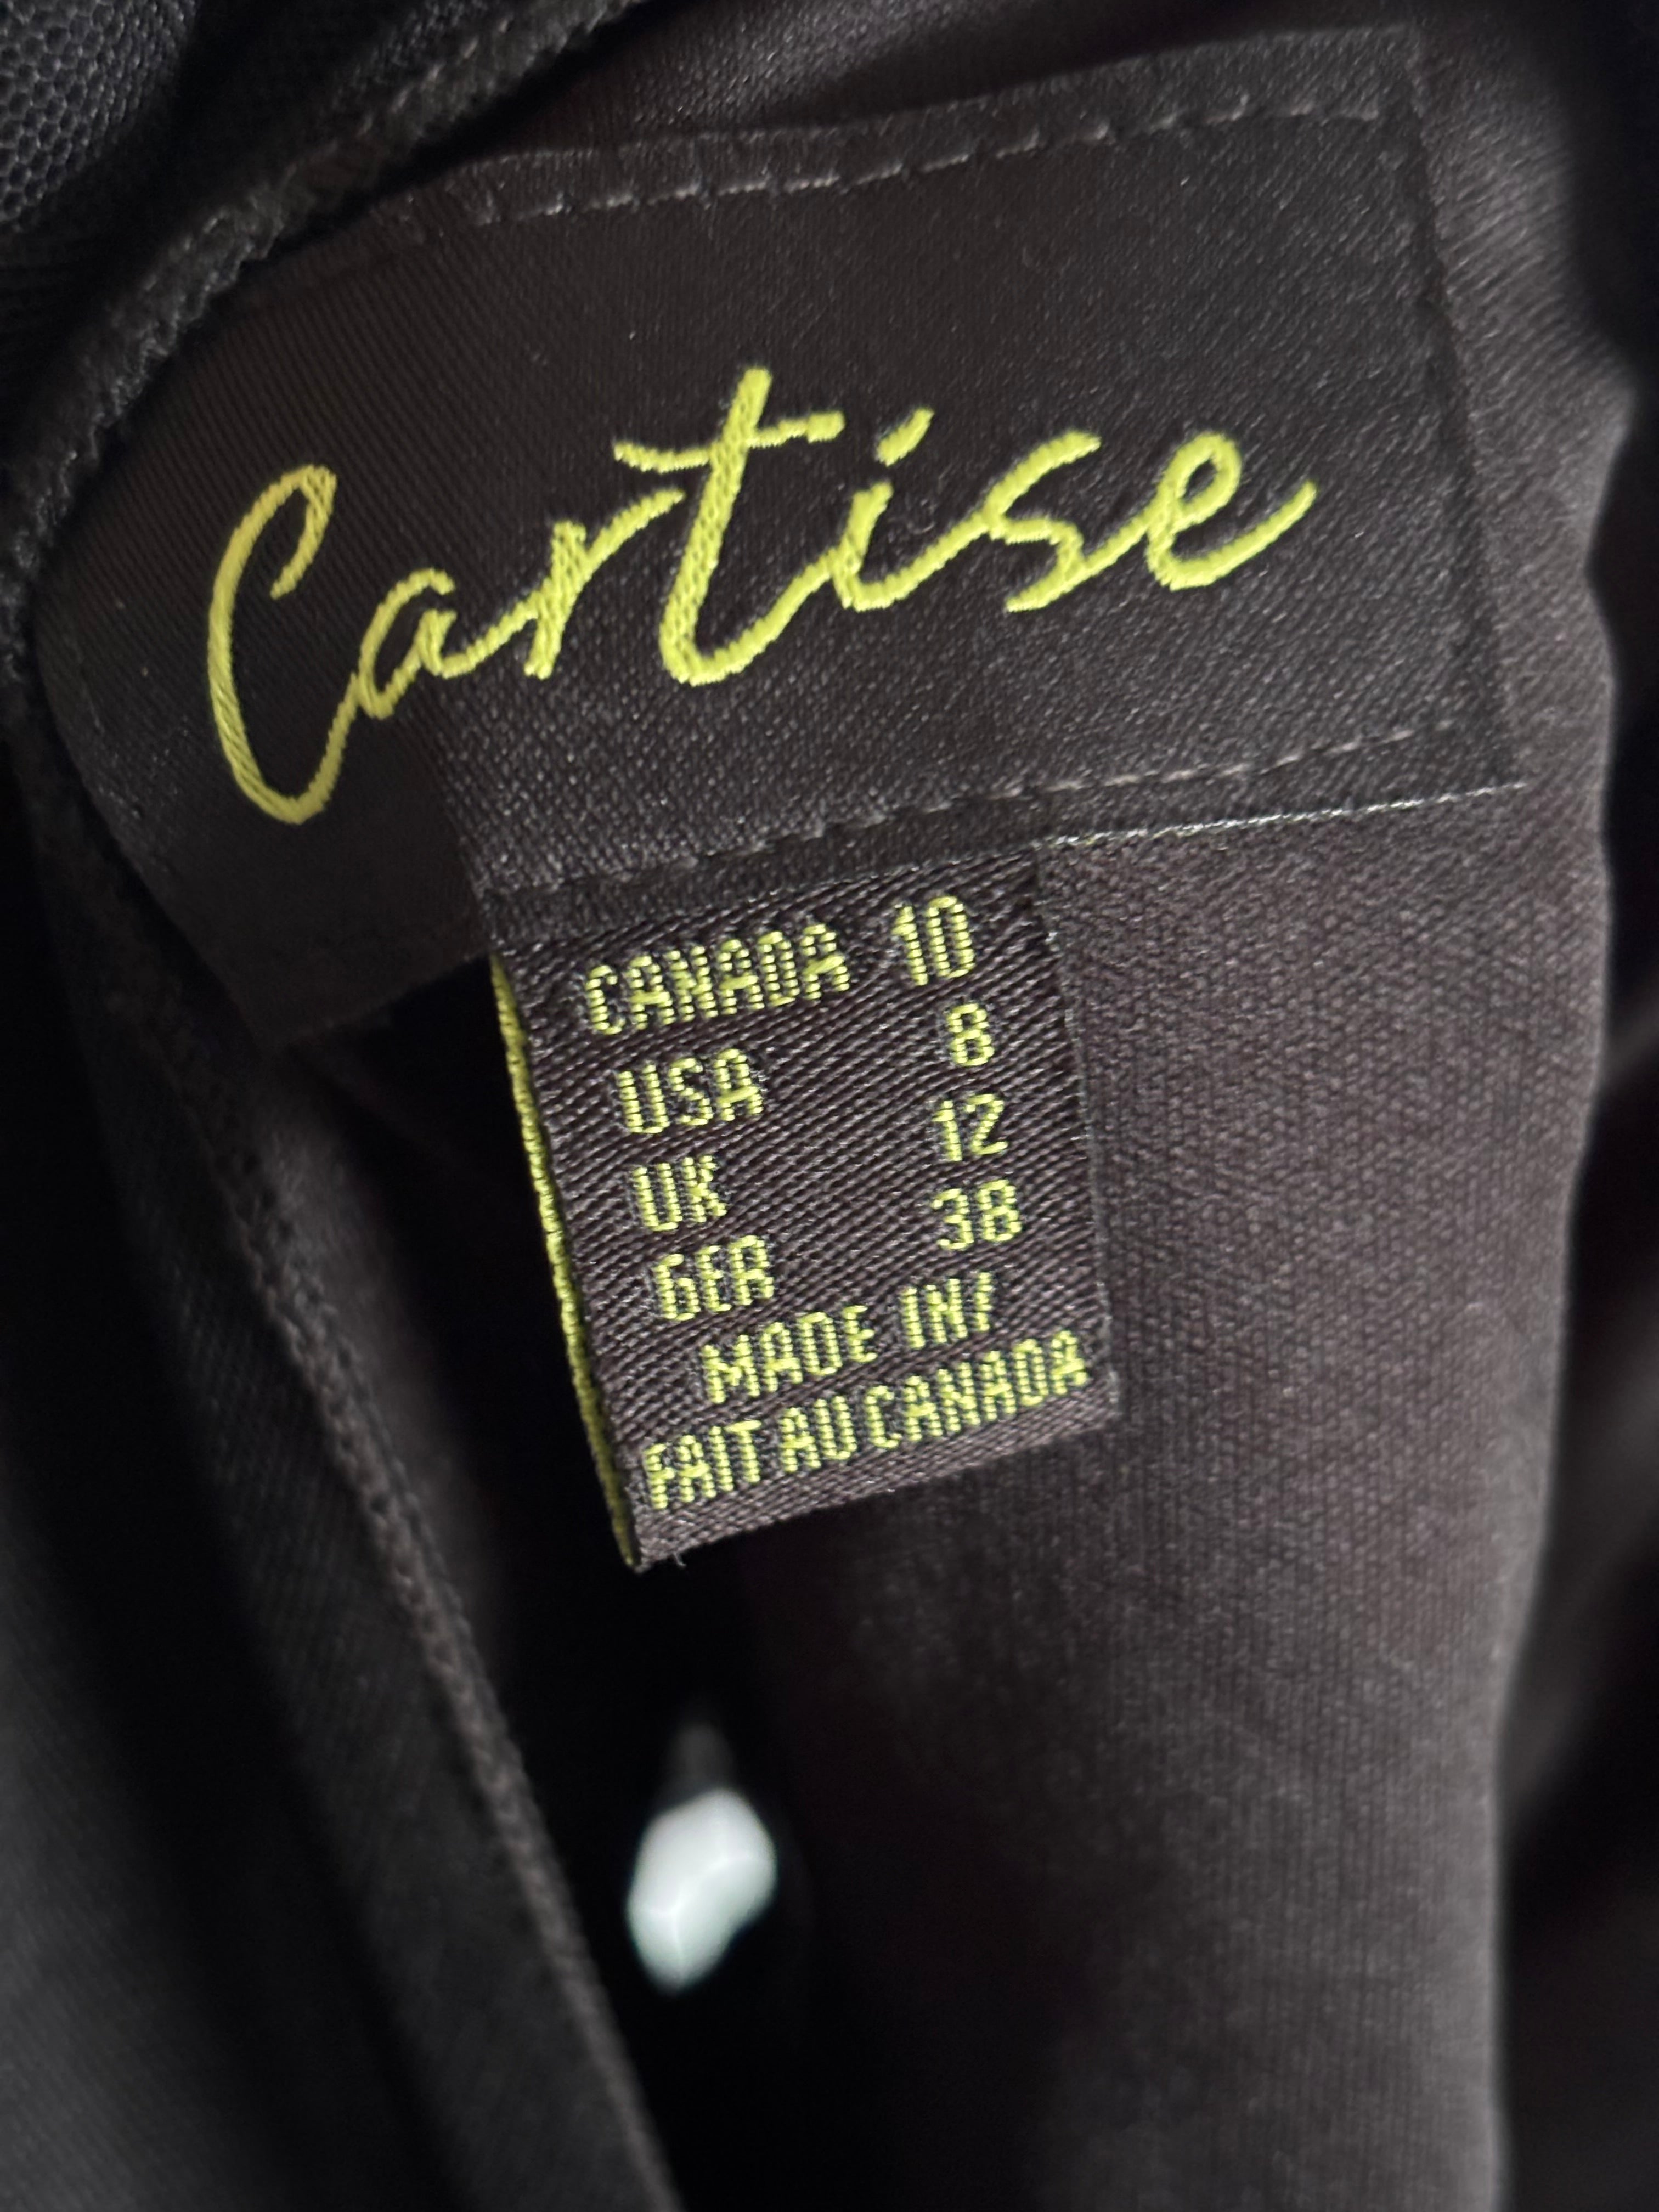 Cartise
CANADA 10
USA 8
UK 12
GER 38
MADE IN/
FAIT AU CANADA